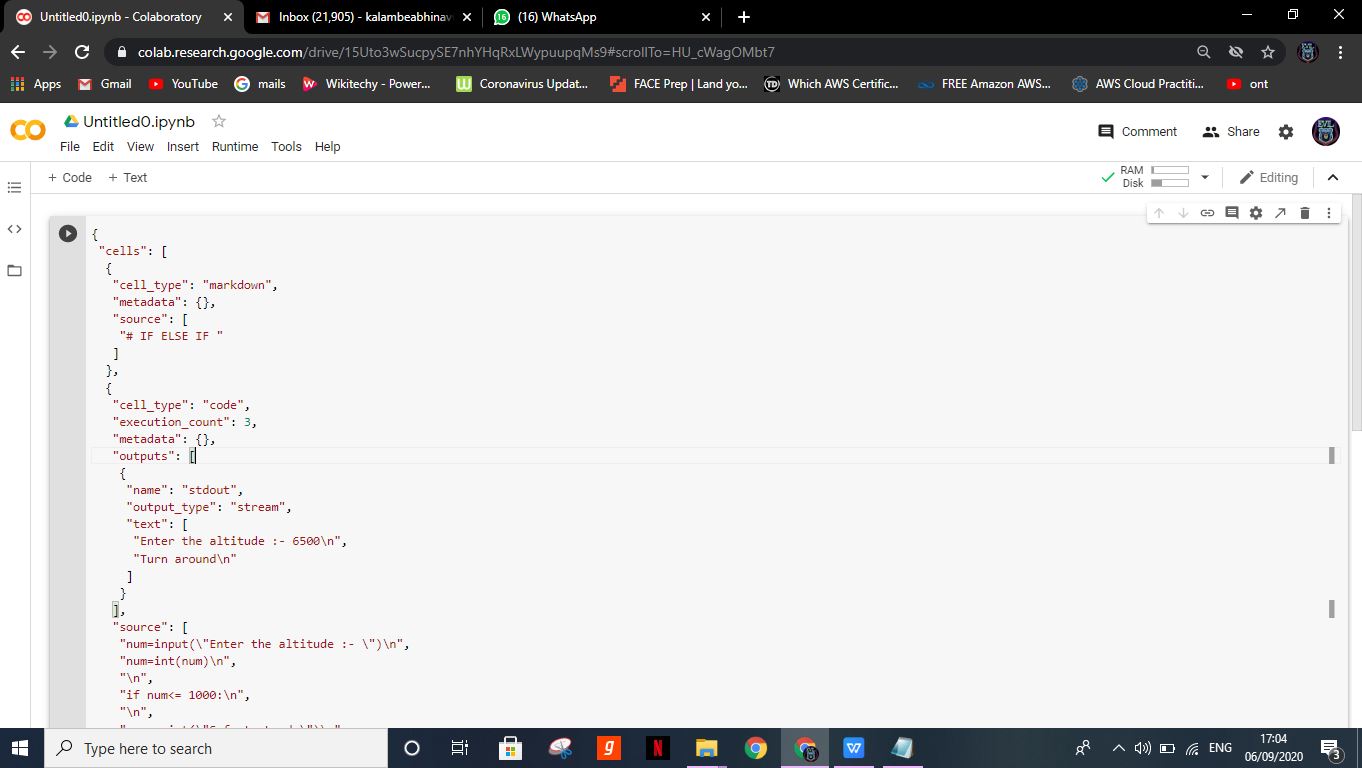 Untitled0.ipynb - Colaboratory
Inbox (21,905) - kalambeabhinav
16 (16) WhatsApp
colab.research.google.com/drive/15Uto3wSucpySE7nhYHqRxLWypuupqMs9#scrollTo=HU_cWagOMbt7
Apps Gmail YouTube mails Wikitechy - Power... Coronavirus Updat... FACE Prep | Land yo... Which AWS Certific... FREE Amazon AWS... AWS Cloud Practiti... ont
Untitled0.ipynb
Comment Share
File Edit View Insert Runtime Tools Help
+ Code + Text
RAM
Disk
Editing
{
"cells": [
{
"cell_type": "markdown",
"metadata": {},
"source": [
"# IF ELSE IF "
]
},
{
"cell_type": "code",
"execution_count": 3,
"metadata": {},
"outputs": [
{
"name": "stdout",
"output_type": "stream",
"text": [
"Enter the altitude :- 6500\n",
"Turn around\n"
]
}
],
"source": [
"num=input(\"Enter the altitude :- \")\n",
"num=int(num)\n",
"\n",
"if num<= 1000:\n",
"\n",
Type here to search
ENG
17:04
06/09/2020
3